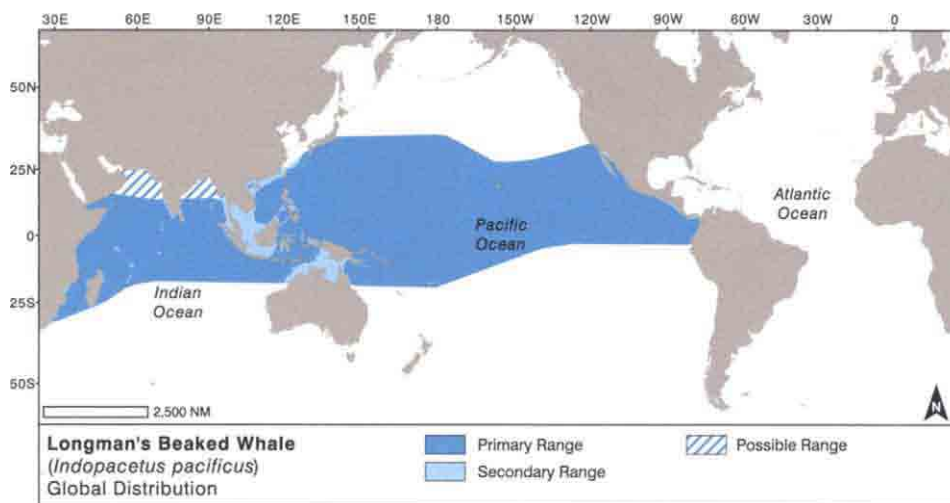 30E 60E 90E 120E 150E 180 150W 120W 90W 60W 30W 0
50N
25N
0
25S
50S
Atlantic
Ocean
Pacific
Ocean
Indian
Ocean
2,500 NM
N
Longman's Beaked Whale
(Indopacetus pacificus)
Global Distribution
Primary Range
Secondary Range
Possible Range